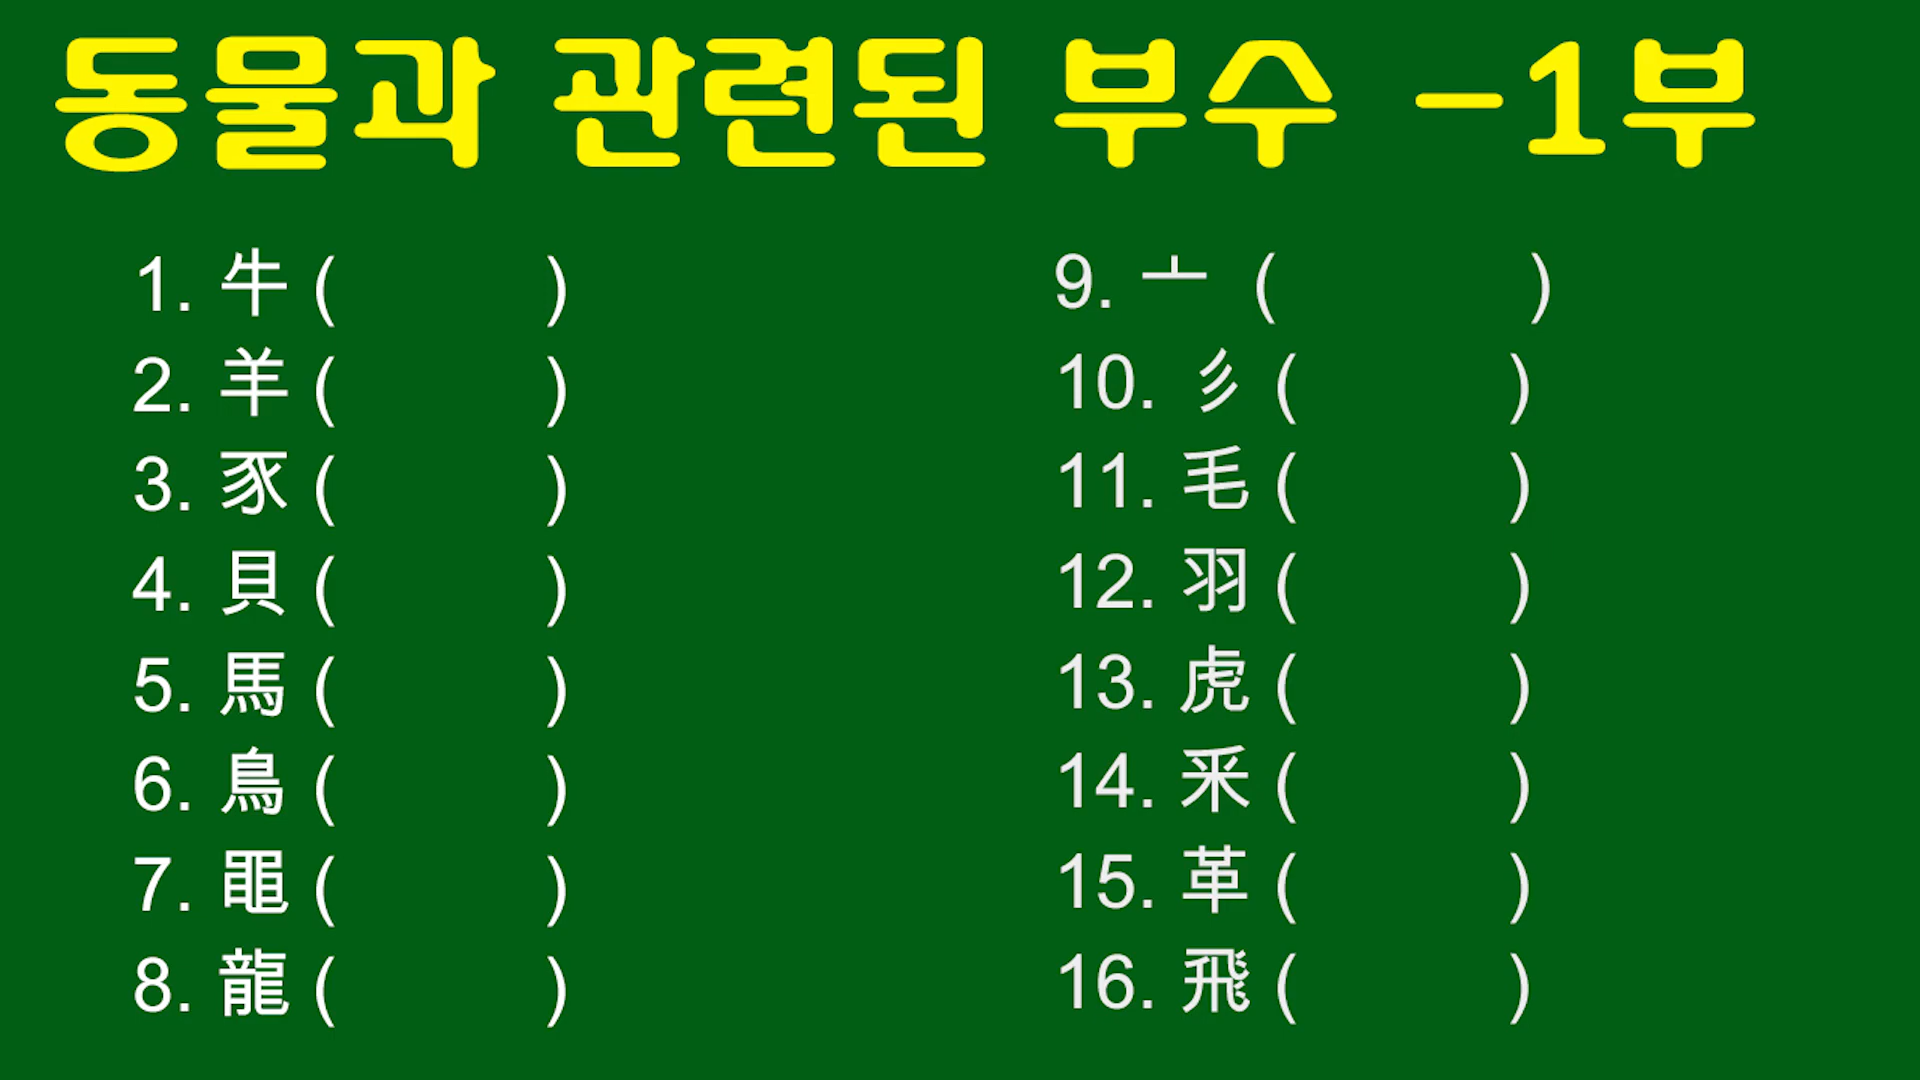 동물과 관련된 부수 -1부
1. 牛 (          )
2. 羊 (          )
3. 豕 (          )
4. 貝 (          )
5. 馬 (          )
6. 鳥 (          )
7. 黽 (          )
8. 龍 (          )
9. 亠 (          )
10. 彡 (          )
11. 毛 (          )
12. 羽 (          )
13. 虎 (          )
14. 釆 (          )
15. 革 (          )
16. 飛 (          )